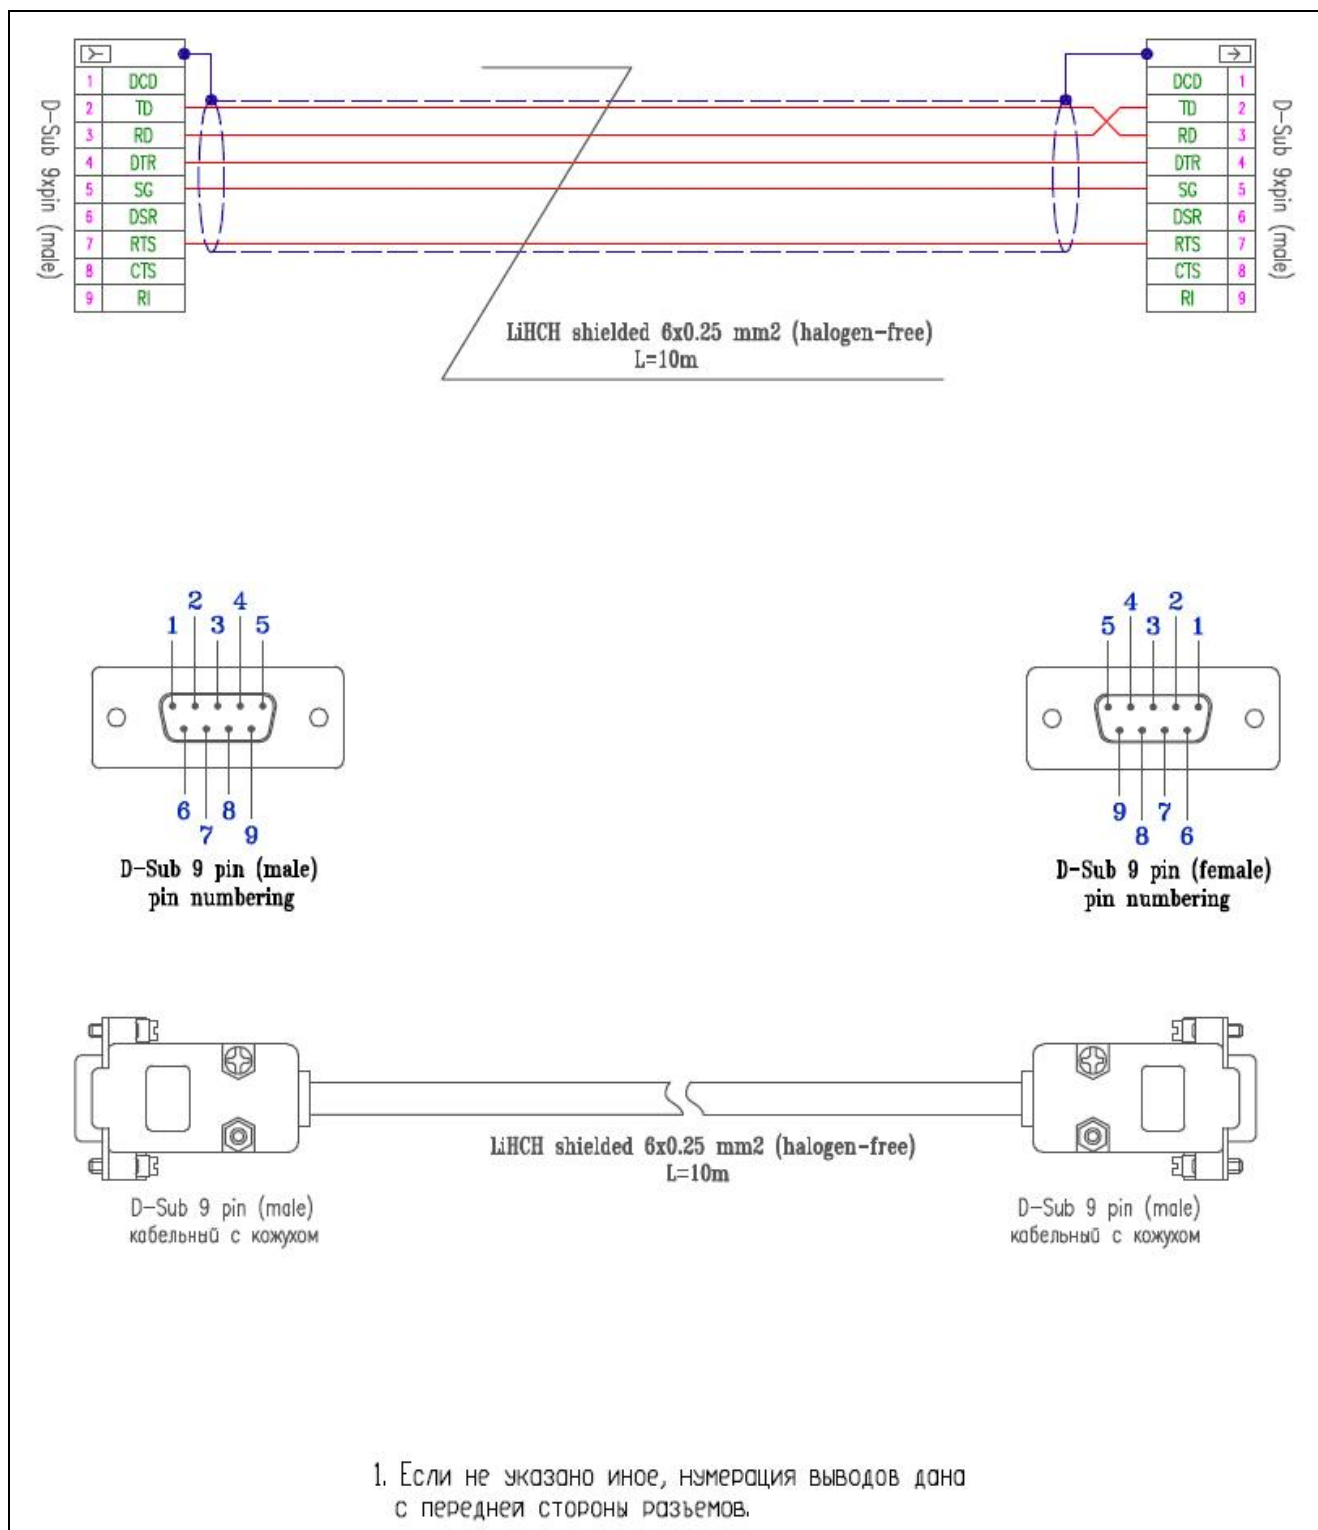 1 DCD
2 TD
3 RD
4 DTR
5 SG
6 DSR
7 RTS
8 CTS
9 RI
D-Sub 9xpin (male)
DCD 1
TD 2
RD 3
DTR 4
SG 5
DSR 6
RTS 7
CTS 8
RI 9
D-Sub 9xpin (male)
LiHCH shielded 6x0.25 mm2 (halogen-free)
L=10m
2 4
1 3 5
6 8
7 9
D-Sub 9 pin (male)
pin numbering
4 2
5 3 1
9 7
8 6
D-Sub 9 pin (female)
pin numbering
LiHCH shielded 6x0.25 mm2 (halogen-free)
L=10m
D-Sub 9 pin (male)
кабельный с кожухом
D-Sub 9 pin (male)
кабельный с кожухом
1. Если не указано иное, нумерация выводов дана
с передней стороны разъемов.